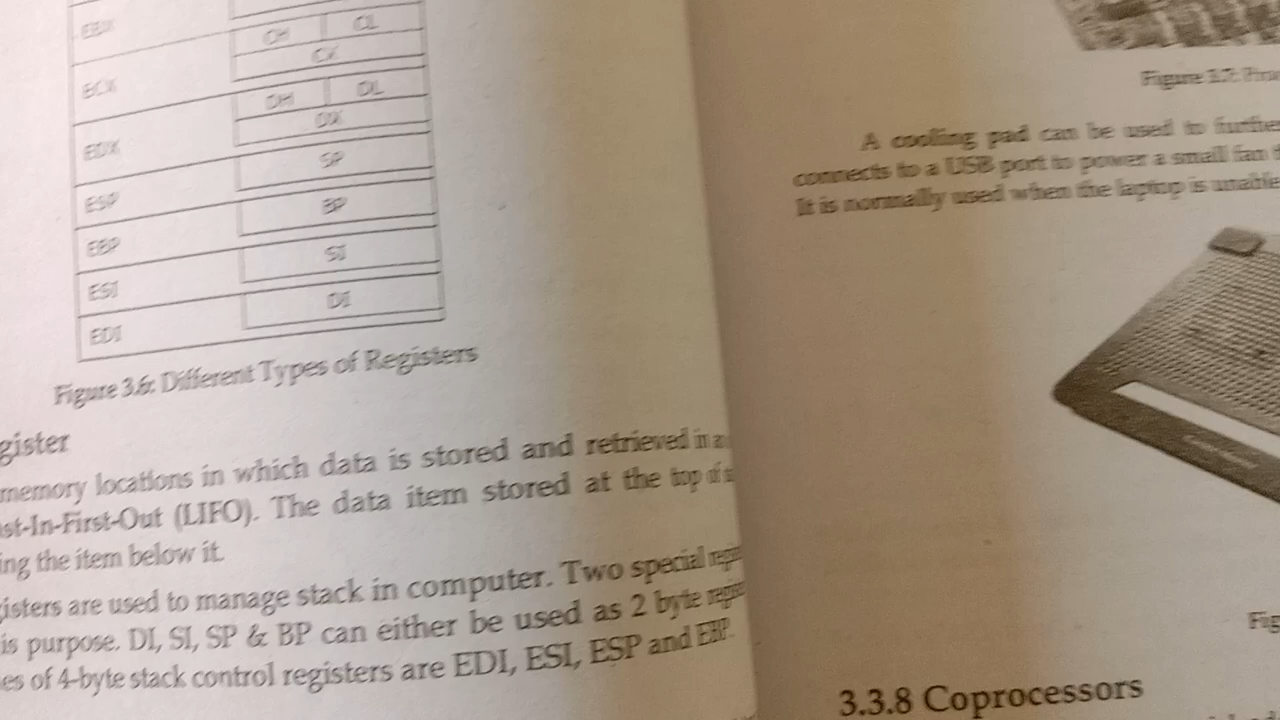 EBX
CH CL
CX
ECX
DH DL
DX
EDX
SP
ESP
BP
EBP
SI
ESI
DI
EDI
Figure 3.6: Different Types of Registers
gister
memory locations in which data is stored and retrieved in
st-In-First-Out (LIFO). The data item stored at the top of
ing the item below it.
gisters are used to manage stack in computer. Two special
is purpose. DI, SI, SP & BP can either be used as 2 byte
es of 4-byte stack control registers are EDI, ESI, ESP and EBP.
Figure 3.7:
A cooling pad can be used to furthe
connects to a USB port to power a small fan
It is normally used when the laptop is unable
Fig
3.3.8 Coprocessors